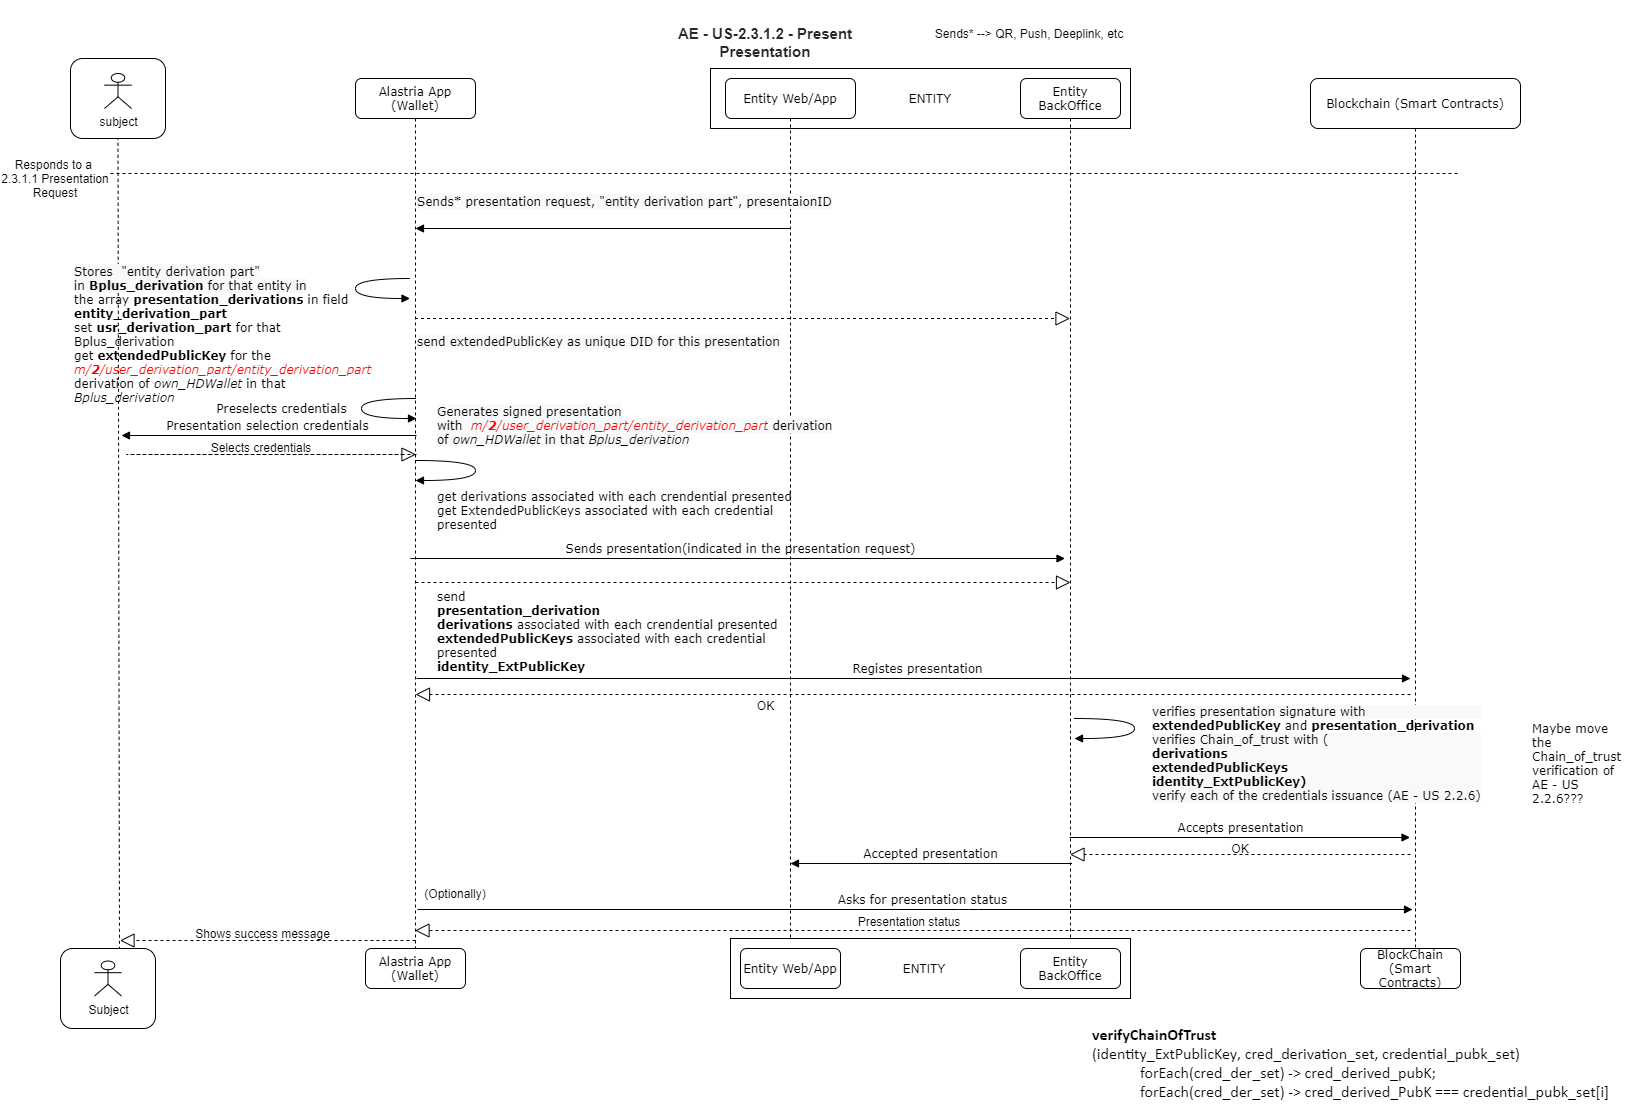 AE - US-2.3.1.2 - Present
Presentation
Sends* --> QR, Push, Deeplink, etc
subject
Alastria App
(Wallet)
Entity Web/App
ENTITY
Entity
BackOffice
Blockchain (Smart Contracts)
Responds to a
2.3.1.1 Presentation
Request
Sends* presentation request, "entity derivation part", presentaionID
Stores "entity derivation part"
in Bplus_derivation for that entity in
the array presentation_derivations in field
entity_derivation_part
set usr_derivation_part for that
Bplus_derivation
get extendedPublicKey for the
m/2/user_derivation_part/entity_derivation_part
derivation of own_HDWallet in that
Bplus_derivation
send extendedPublicKey as unique DID for this presentation
Preselects credentials
Presentation selection credentials
Selects credentials
Generates signed presentation
with m/2/user_derivation_part/entity_derivation_part derivation
of own_HDWallet in that Bplus_derivation
get derivations associated with each crendential presented
get ExtendedPublicKeys associated with each credential
presented
Sends presentation(indicated in the presentation request)
send
presentation_derivation
derivations associated with each crendential presented
extendedPublicKeys associated with each credential
presented
identity_ExtPublicKey
Registes presentation
OK
verifies presentation signature with
extendedPublicKey and presentation_derivation
verifies Chain_of_trust with (
derivations
extendedPublicKeys
identity_ExtPublicKey)
verify each of the credentials issuance (AE - US 2.2.6)
Maybe move
the
Chain_of_trust
verification of
AE - US
2.2.6???
Accepts presentation
OK
Accepted presentation
(Optionally)
Asks for presentation status
Presentation status
Shows success message
Subject
Alastria App
(Wallet)
Entity Web/App
ENTITY
Entity
BackOffice
BlockChain
(Smart
Contracts)
verifyChainOfTrust
(identity_ExtPublicKey, cred_derivation_set, credential_pubk_set)
forEach(cred_der_set) -> cred_derived_pubK;
forEach(cred_der_set) -> cred_derived_PubK === credential_pubk_set[i]